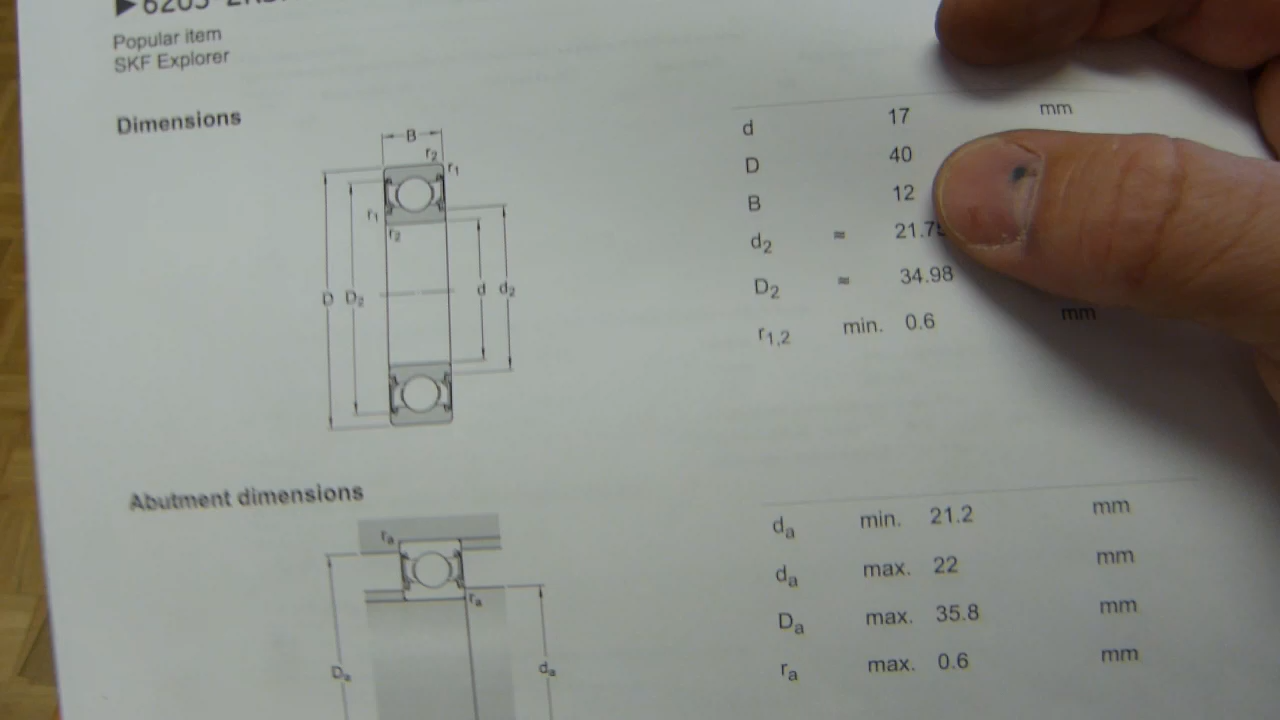 Popular item
SKF Explorer
Dimensions
B
r2
r1
r1
r2
D D2 d d2
d 17 mm
D 40
B 12
d2 ≈ 21.75
D2 ≈ 34.98
r1,2 min. 0.6 mm
Abutment dimensions
ra
ra
Da da
da min. 21.2 mm
da max. 22 mm
Da max. 35.8 mm
ra max. 0.6 mm